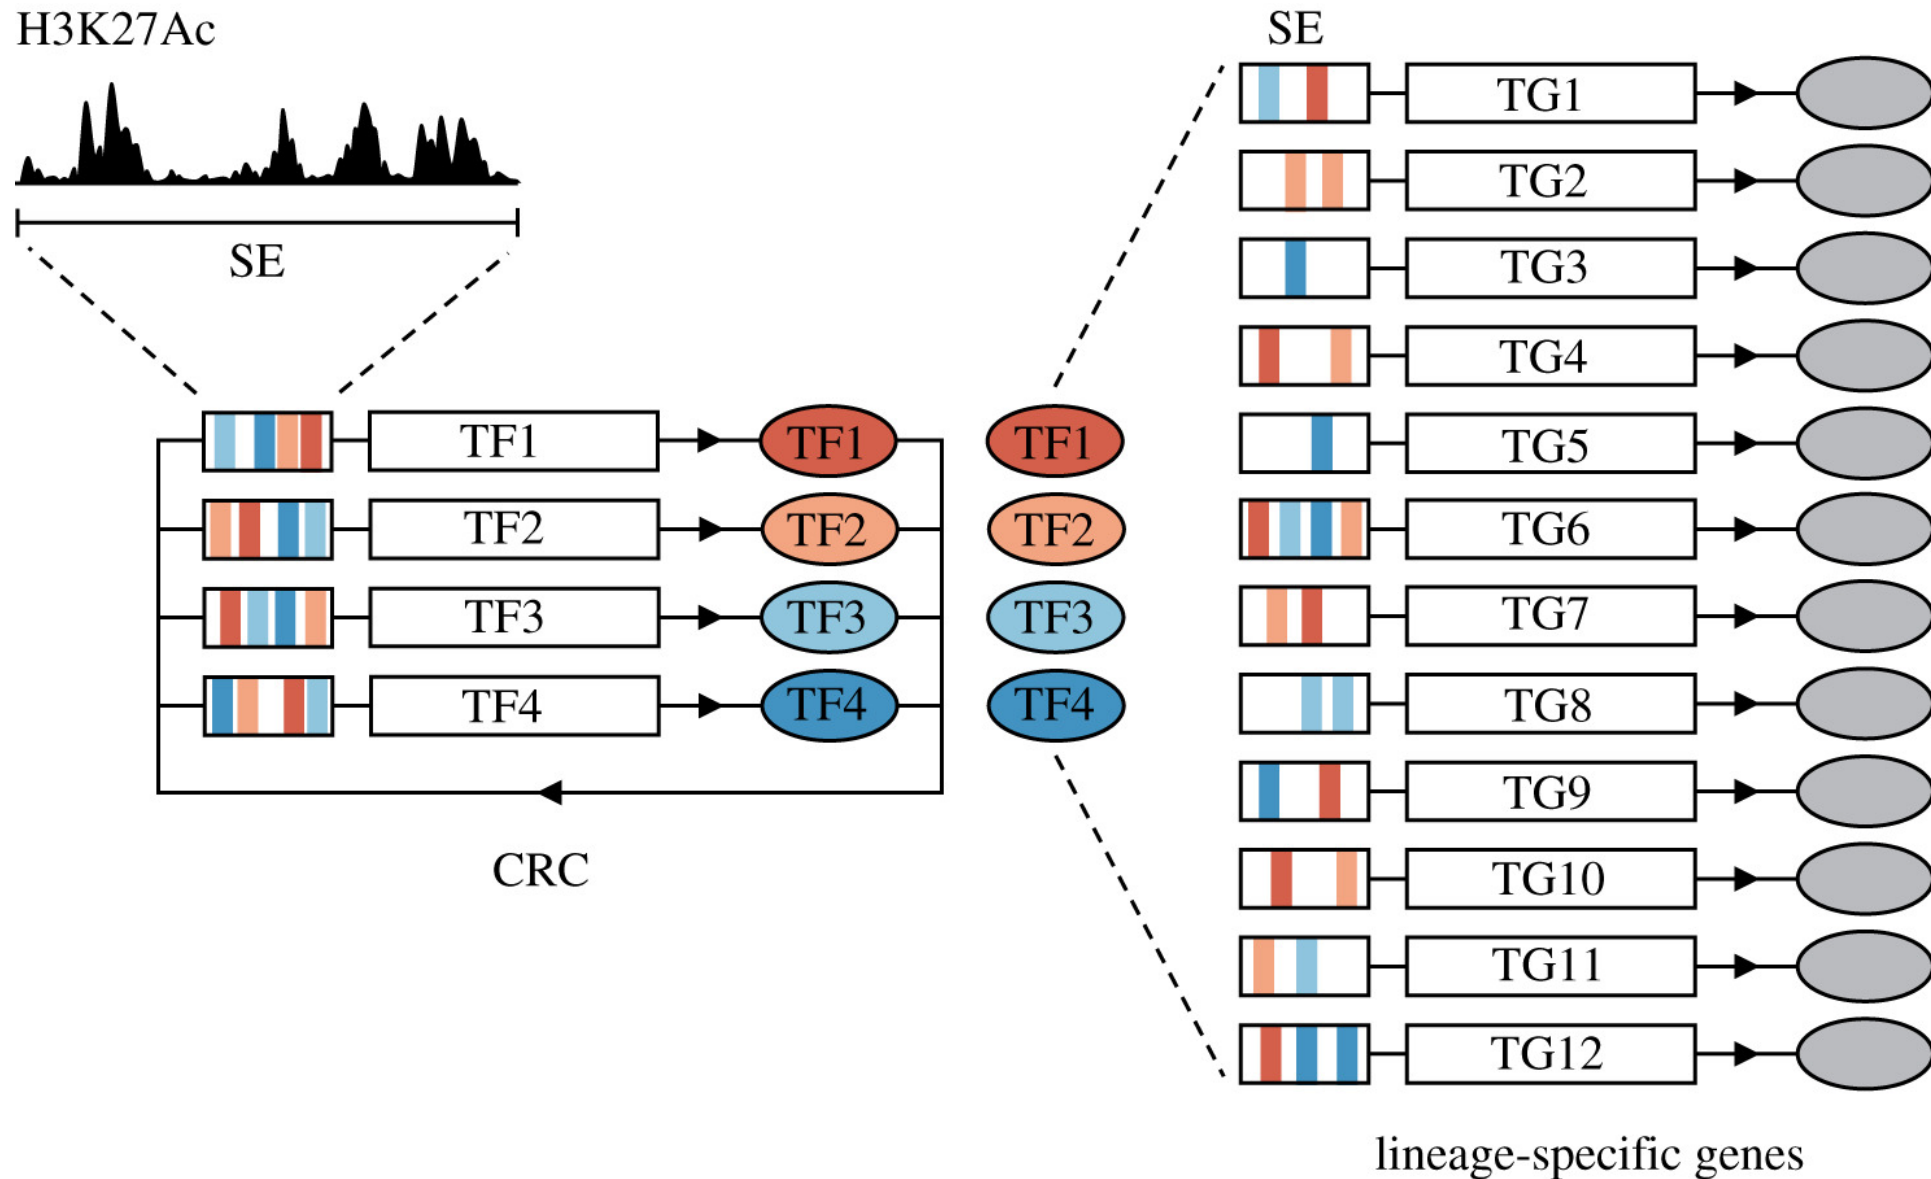 H3K27Ac
SE
TF1 TF1
TF2 TF2
TF3 TF3
TF4 TF4
CRC
TF1
TF2
TF3
TF4
SE
TG1
TG2
TG3
TG4
TG5
TG6
TG7
TG8
TG9
TG10
TG11
TG12
lineage-specific genes